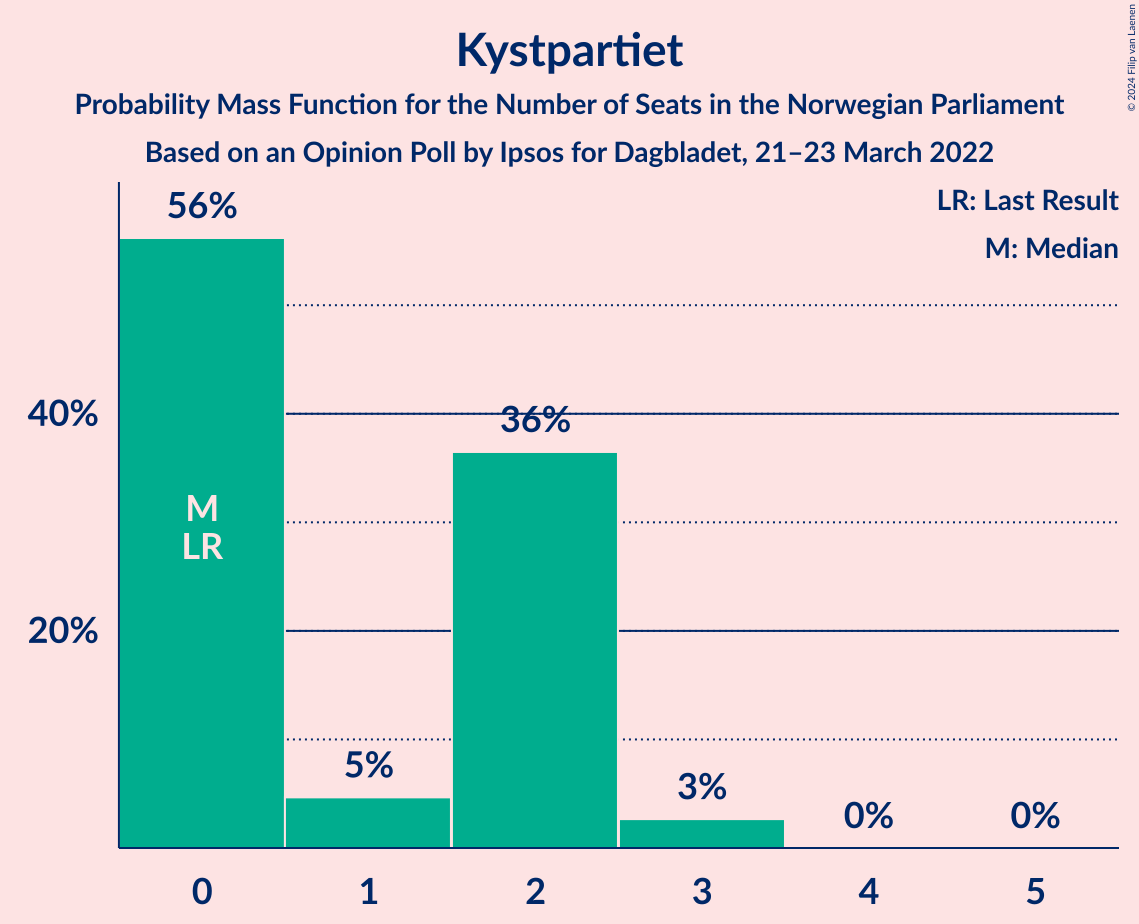 Kystpartiet
Probability Mass Function for the Number of Seats in the Norwegian Parliament
Based on an Opinion Poll by Ipsos for Dagbladet, 21–23 March 2022
© 2024 Filip van Laenen
LR: Last Result
M: Median
56%
40%
36%
M
LR
20%
5%
3%
0%
0%
0
1
2
3
4
5